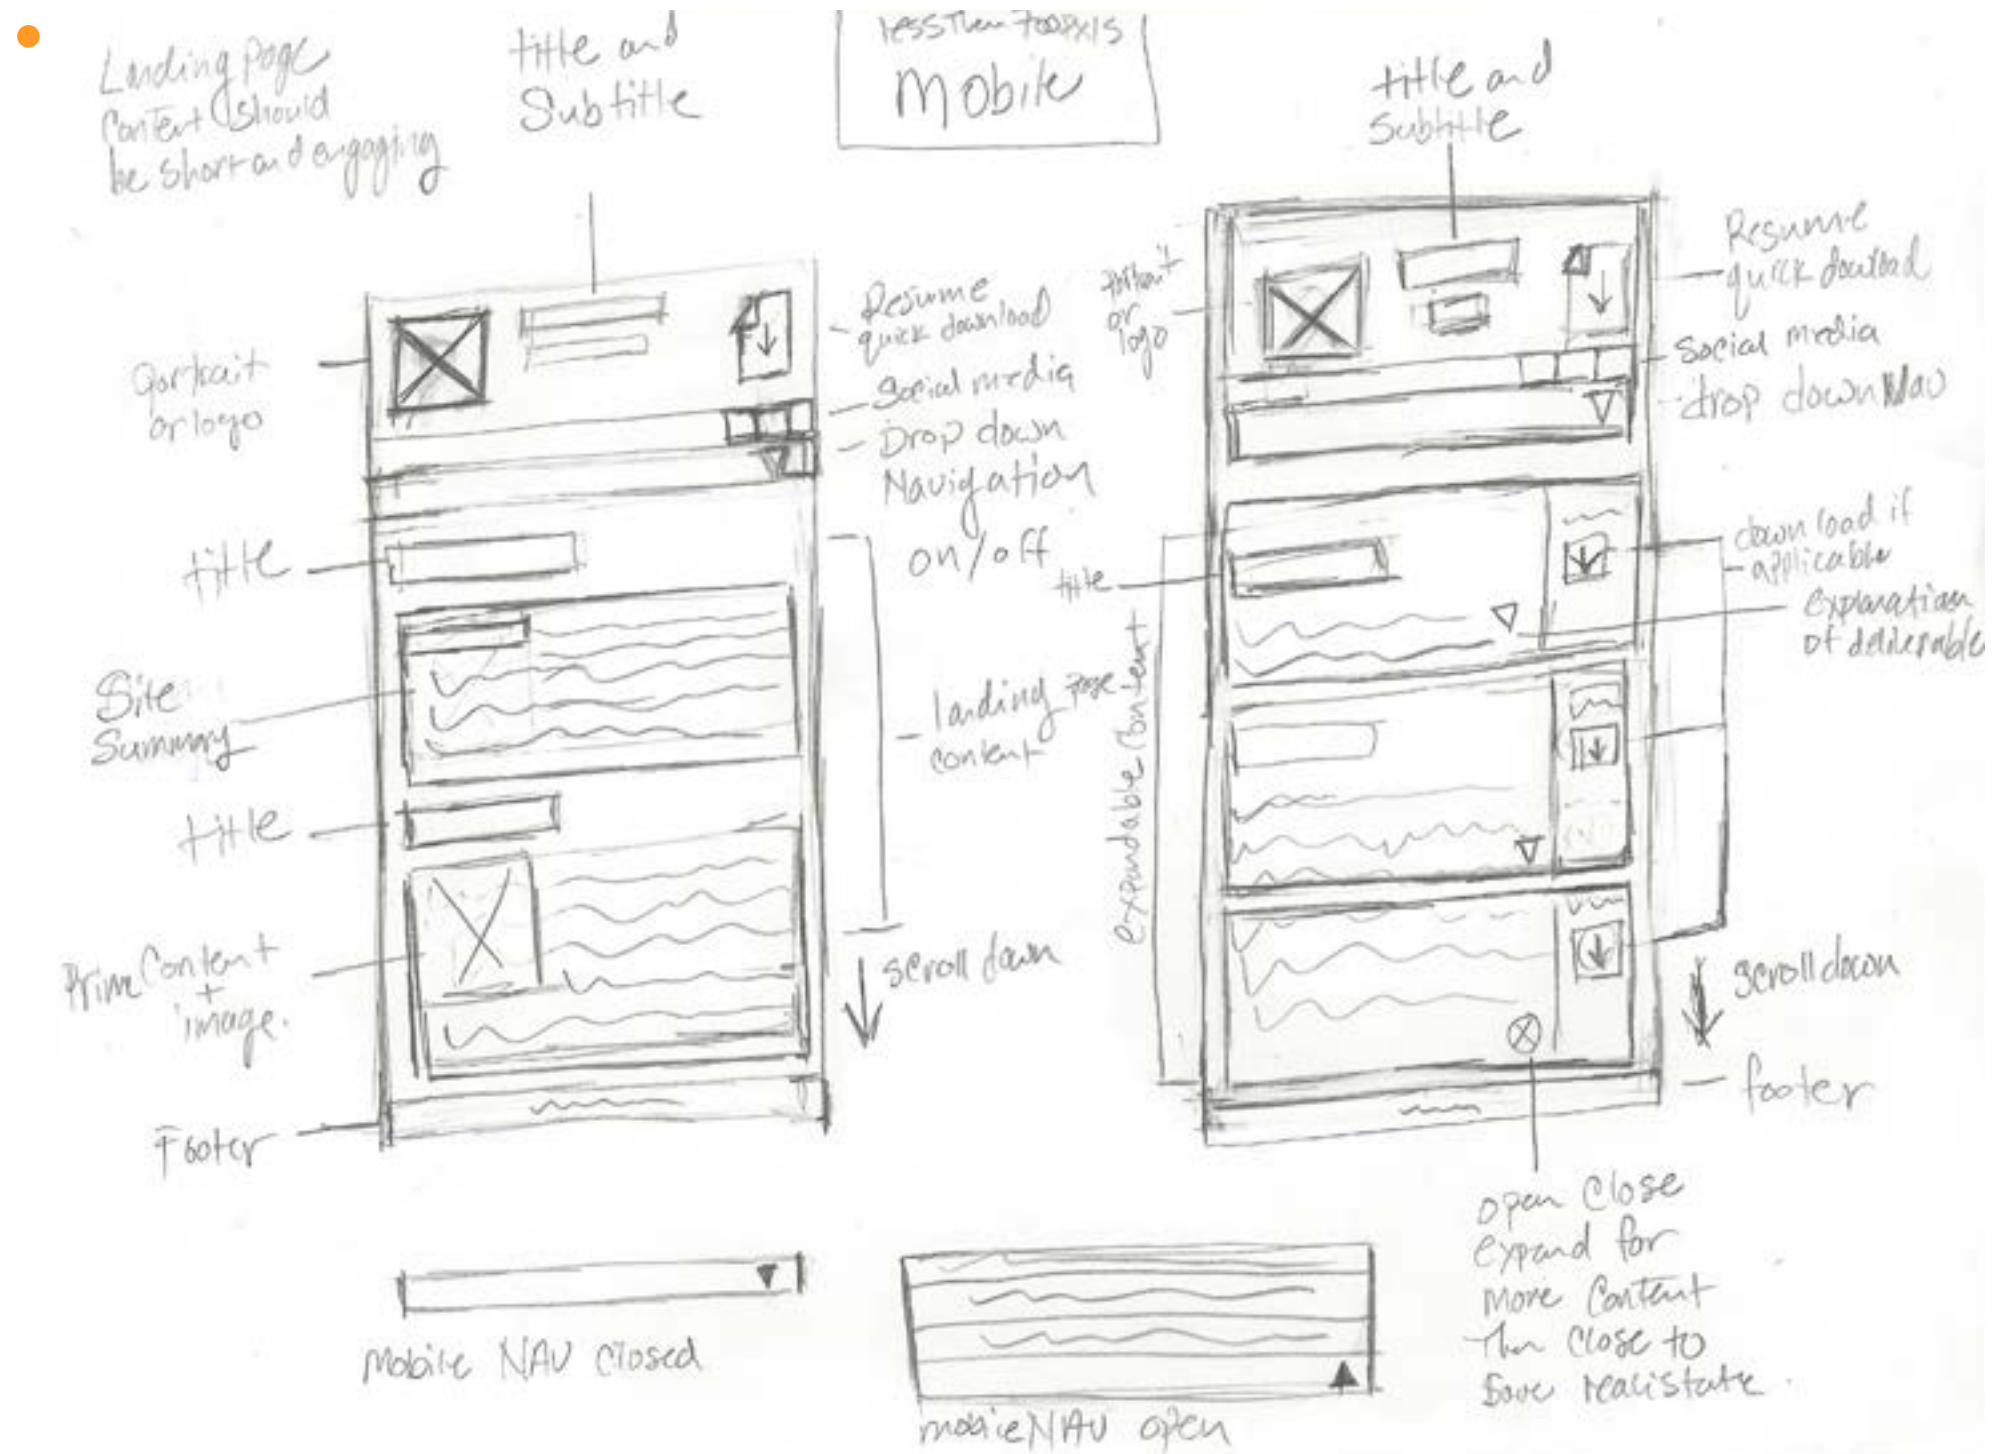 Landing page
Content should
be short and engaging
title and
Subtitle
less then 700pxls
Mobile
title and
Subtitle
portrait
or logo
Resume
quick download
Social media
Drop down
Navigation
on/off
title
Site
Summary
title
landing page
content
Prime Content
+
image.
scroll down
Footer
portrait
or
logo
Resume
quick download
Social media
drop down Nav
title
expandable content
download if
applicable
explanation
of deliverable
scroll down
footer
open Close
expand for
more Content
Then Close to
Save realistate.
mobile NAV Closed
mobile NAV open